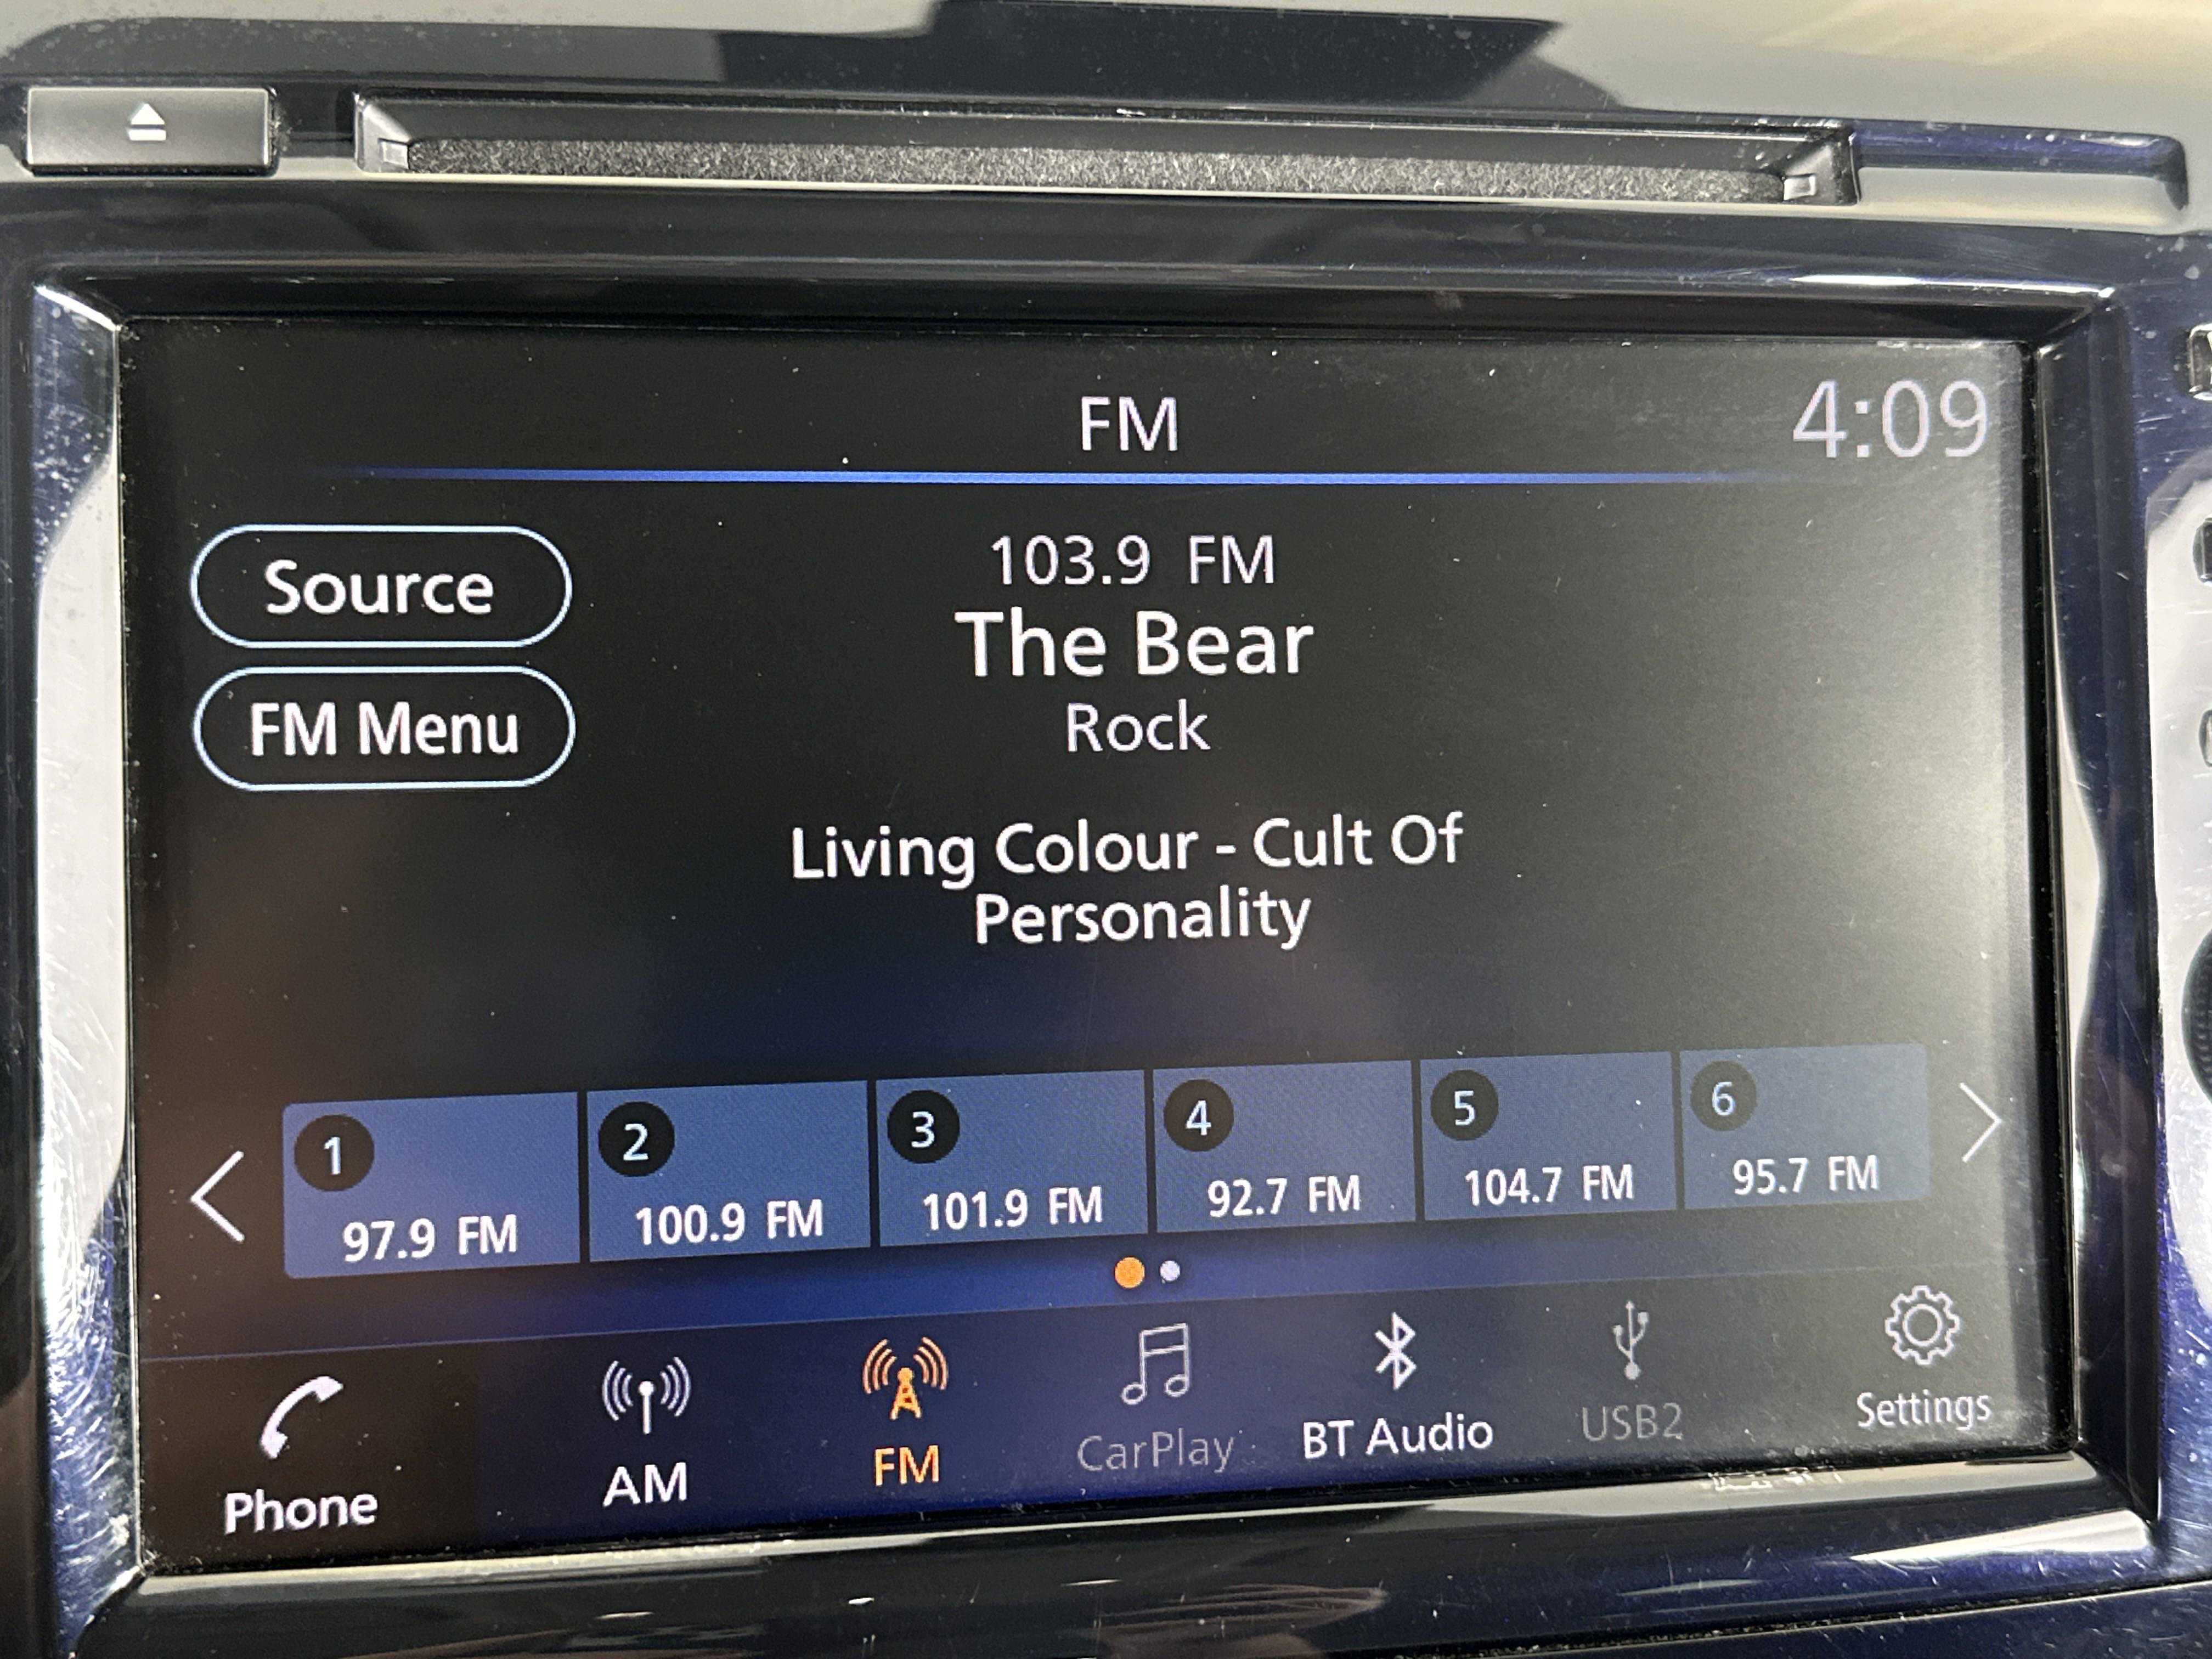 FM
4:09
Source
FM Menu
103.9 FM
The Bear
Rock
Living Colour - Cult Of
Personality
1
97.9 FM
2
100.9 FM
3
101.9 FM
4
92.7 FM
5
104.7 FM
6
95.7 FM
Phone
AM
FM
CarPlay
BT Audio
USB2
Settings